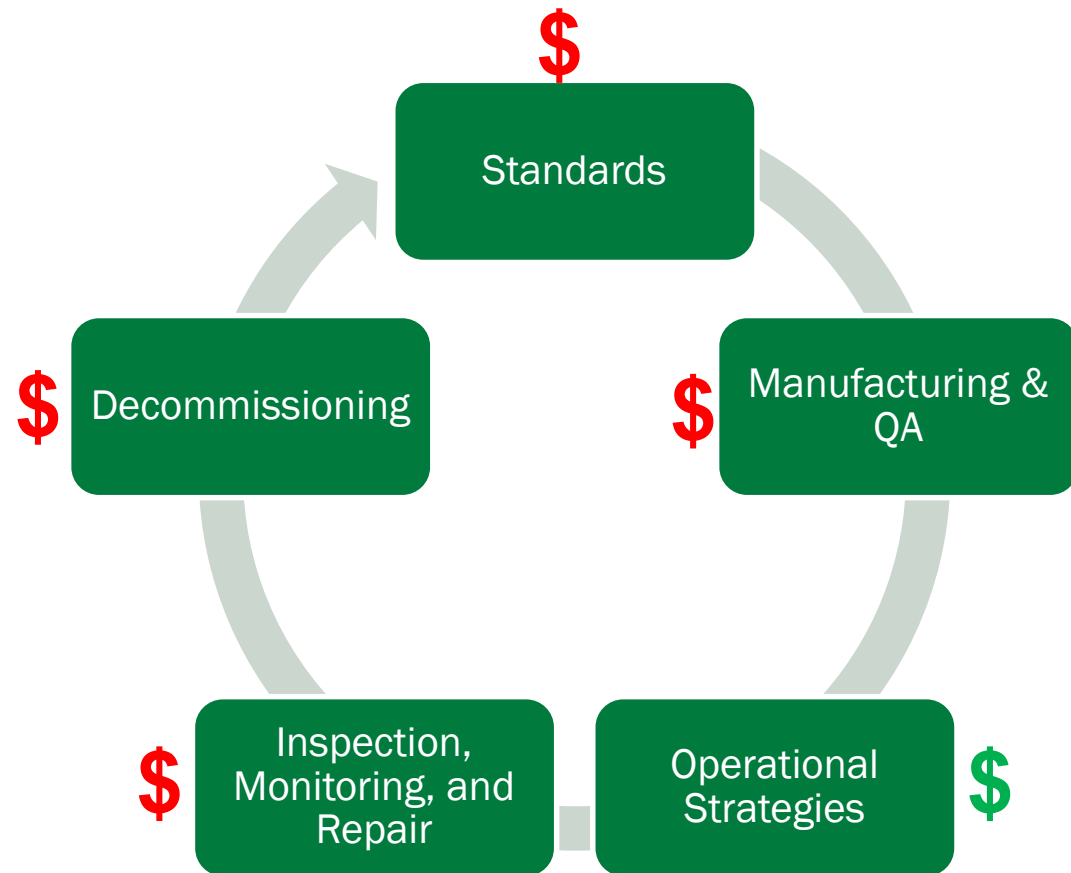 $
Standards
$
Manufacturing &
QA
Operational
Strategies
$
$
Inspection,
Monitoring, and
Repair
$
Decommissioning